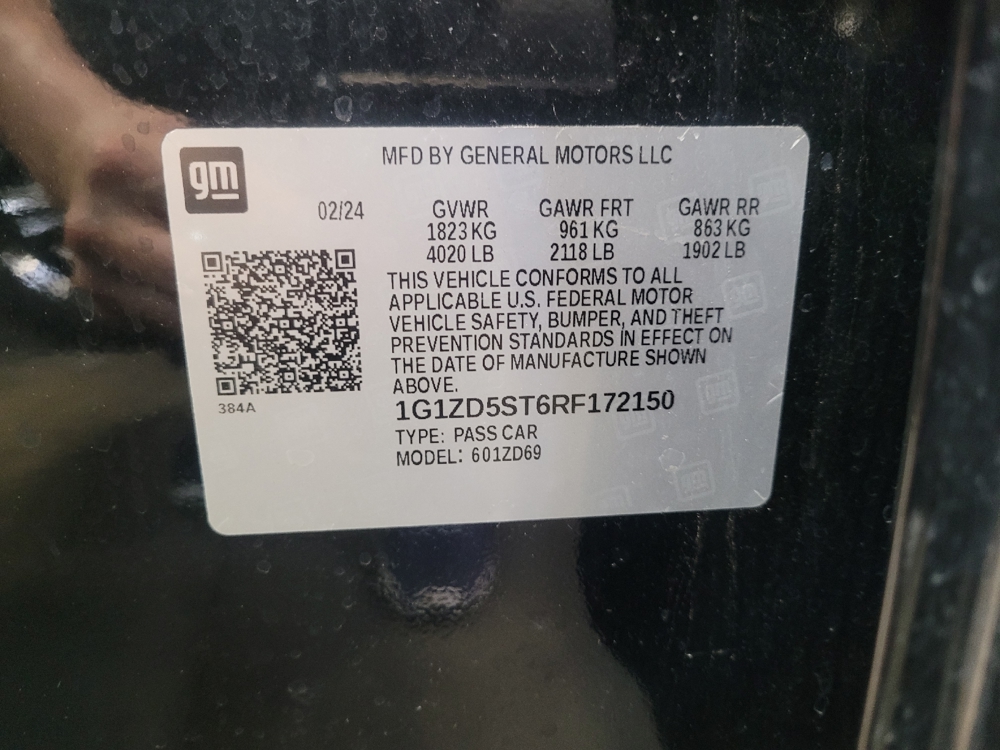 gm
MFD BY GENERAL MOTORS LLC
02/24 GVWR GAWR FRT GAWR RR
1823 KG 961 KG 863 KG
4020 LB 2118 LB 1902 LB
THIS VEHICLE CONFORMS TO ALL
APPLICABLE U.S. FEDERAL MOTOR
VEHICLE SAFETY, BUMPER, AND THEFT
PREVENTION STANDARDS IN EFFECT ON
THE DATE OF MANUFACTURE SHOWN
ABOVE.
384A
1G1ZD5ST6RF172150
TYPE: PASS CAR
MODEL: 601ZD69